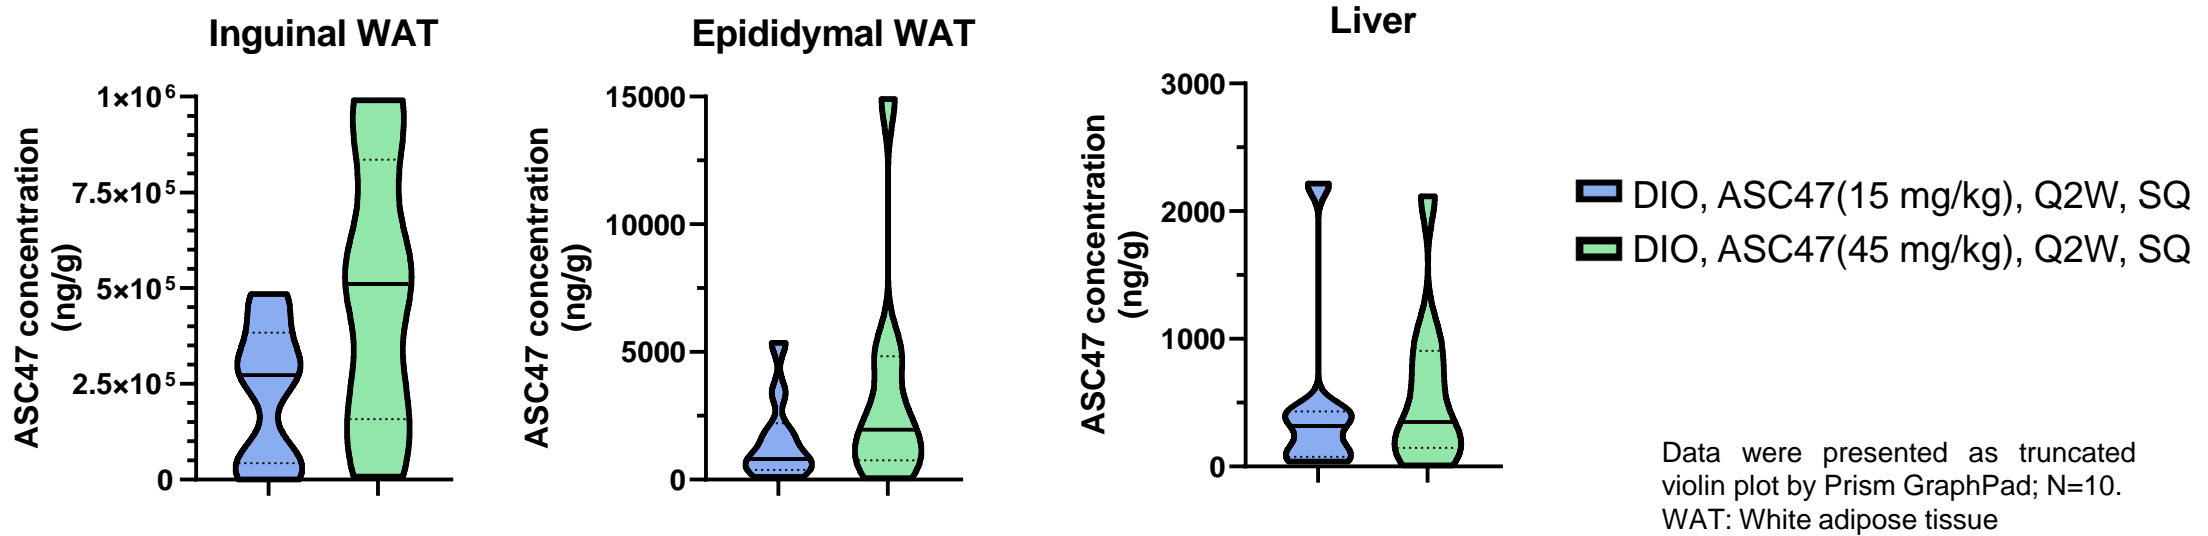 Inguinal WAT
ASC47 concentration
(ng/g)
1×10⁶
7.5×10⁵
5×10⁵
2.5×10⁵
0
Epididymal WAT
ASC47 concentration
(ng/g)
15000
10000
5000
0
Liver
ASC47 concentration
(ng/g)
3000
2000
1000
0
DIO, ASC47(15 mg/kg), Q2W, SQ
DIO, ASC47(45 mg/kg), Q2W, SQ
Data were presented as truncated
violin plot by Prism GraphPad; N=10.
WAT: White adipose tissue